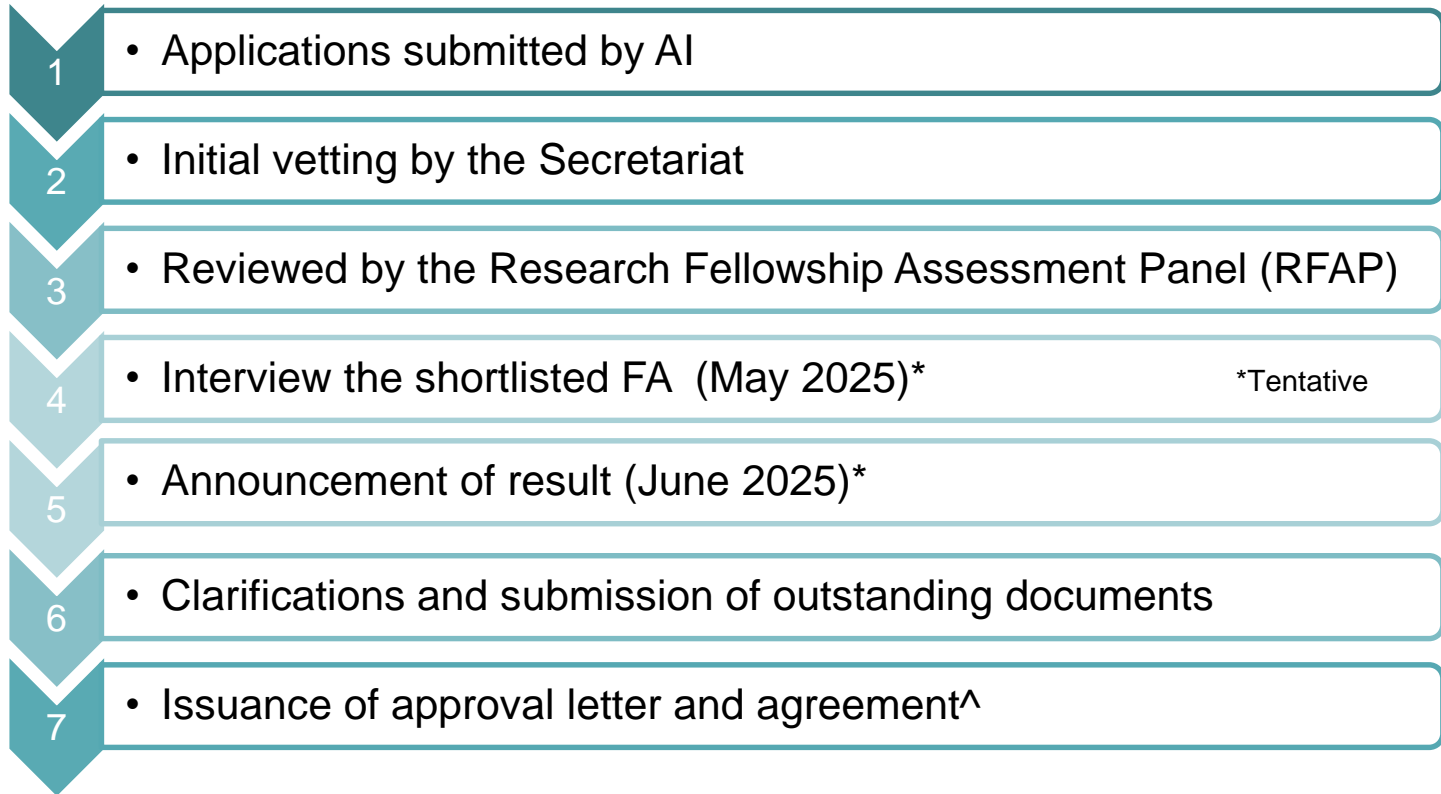 1
• Applications submitted by AI
2
• Initial vetting by the Secretariat
3
• Reviewed by the Research Fellowship Assessment Panel (RFAP)
4
• Interview the shortlisted FA (May 2025)* *Tentative
5
• Announcement of result (June 2025)*
6
• Clarifications and submission of outstanding documents
7
• Issuance of approval letter and agreement^